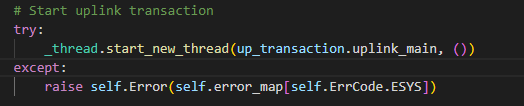 # Start uplink transaction
try:
    _thread.start_new_thread(up_transaction.uplink_main, ())
except:
    raise self.Error(self.error_map[self.ErrCode.ESYS])